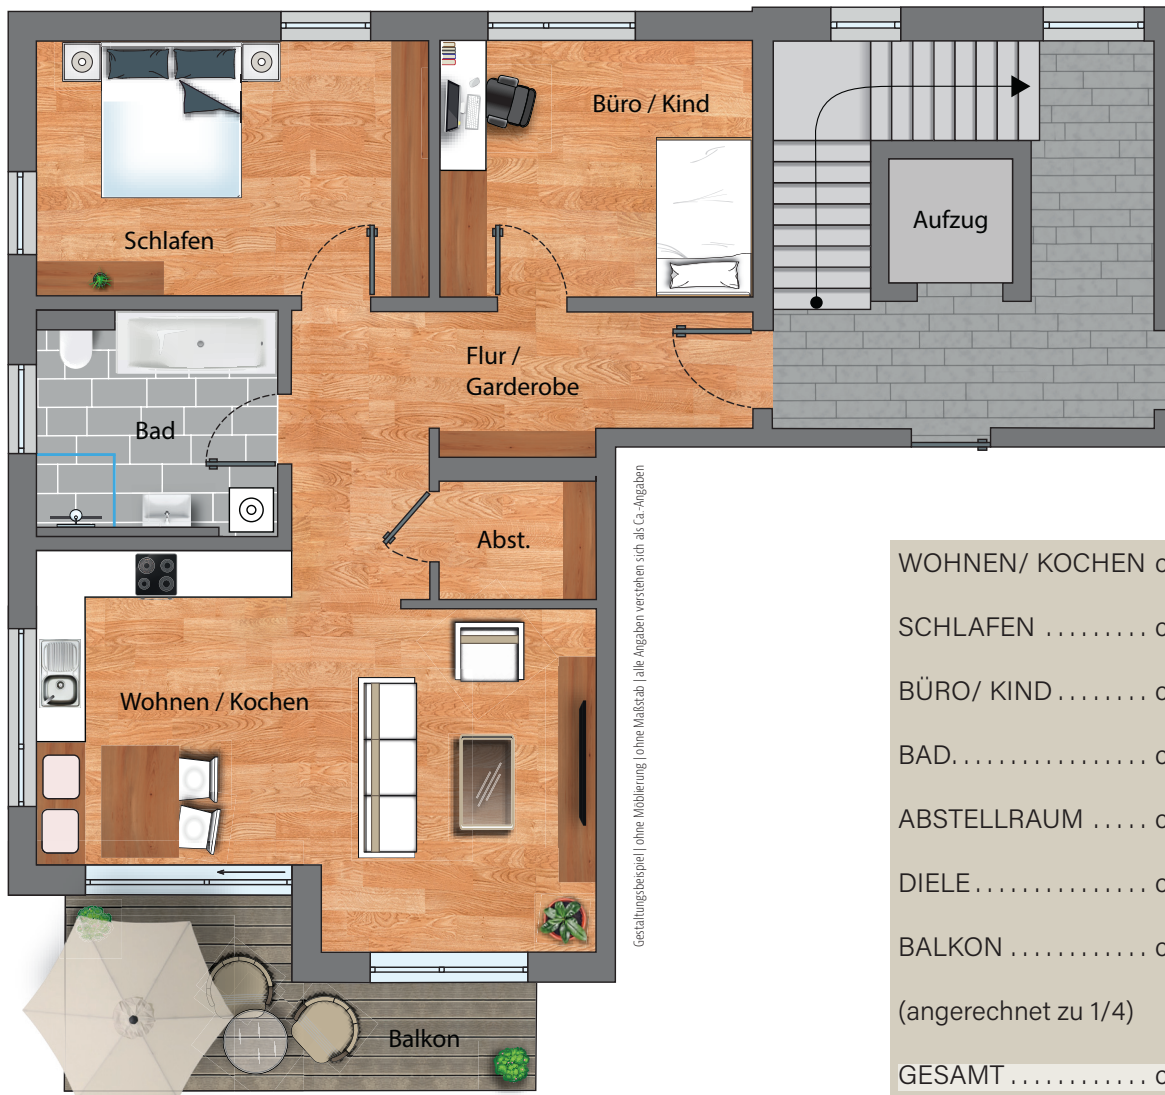 Büro / Kind
Schlafen
Aufzug
Flur /
Garderobe
Bad
Abst.
Wohnen / Kochen
Balkon
Gestaltungsbeispiel | ohne Möblierung | ohne Maßstab | alle Angaben verstehen sich als Ca.-Angaben
WOHNEN/ KOCHEN c
SCHLAFEN ......... c
BÜRO/ KIND ........ c
BAD................. c
ABSTELLRAUM ..... c
DIELE ............... c
BALKON ............ c
(angerechnet zu 1/4)
GESAMT ............ c